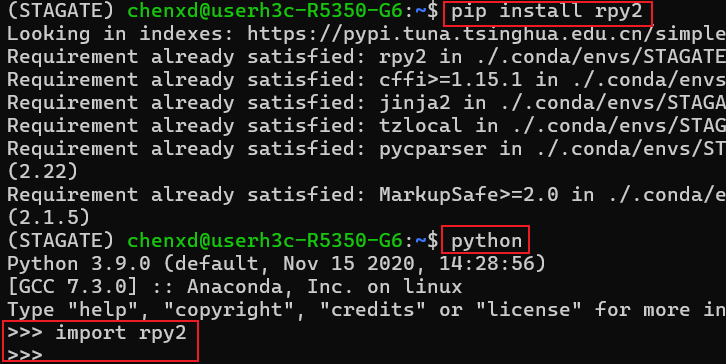 (STAGATE) chenxd@userh3c-R5350-G6:~$ pip install rpy2
Looking in indexes: https://pypi.tuna.tsinghua.edu.cn/simple
Requirement already satisfied: rpy2 in ./.conda/envs/STAGATE
Requirement already satisfied: cffi>=1.15.1 in ./.conda/envs
Requirement already satisfied: jinja2 in ./.conda/envs/STAGA
Requirement already satisfied: tzlocal in ./.conda/envs/STAG
Requirement already satisfied: pycparser in ./.conda/envs/ST
(2.22)
Requirement already satisfied: MarkupSafe>=2.0 in ./.conda/e
(2.1.5)
(STAGATE) chenxd@userh3c-R5350-G6:~$ python
Python 3.9.0 (default, Nov 15 2020, 14:28:56)
[GCC 7.3.0] :: Anaconda, Inc. on linux
Type "help", "copyright", "credits" or "license" for more in
>>> import rpy2
>>>